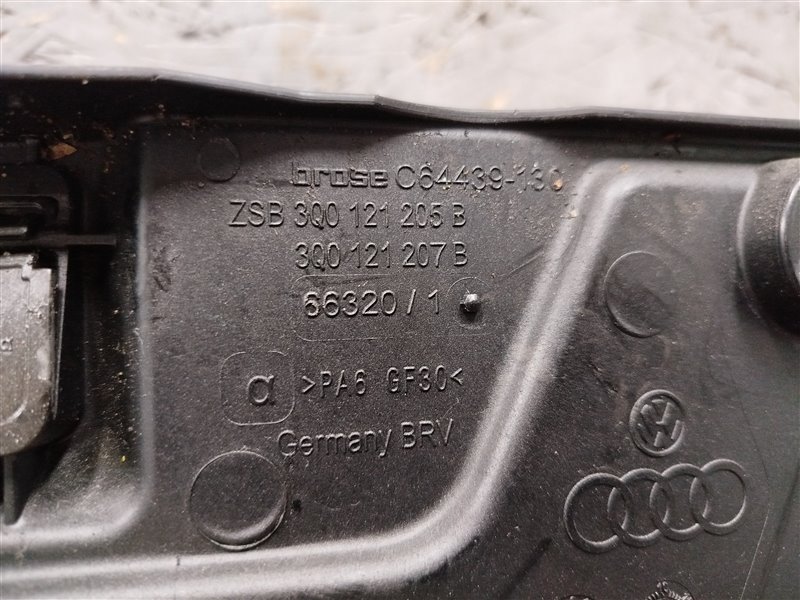 brose C64439-130
ZSB 3Q0 121 205 B
3Q0 121 207 B
66320/1
a >PA6 GF30<
Germany BRV